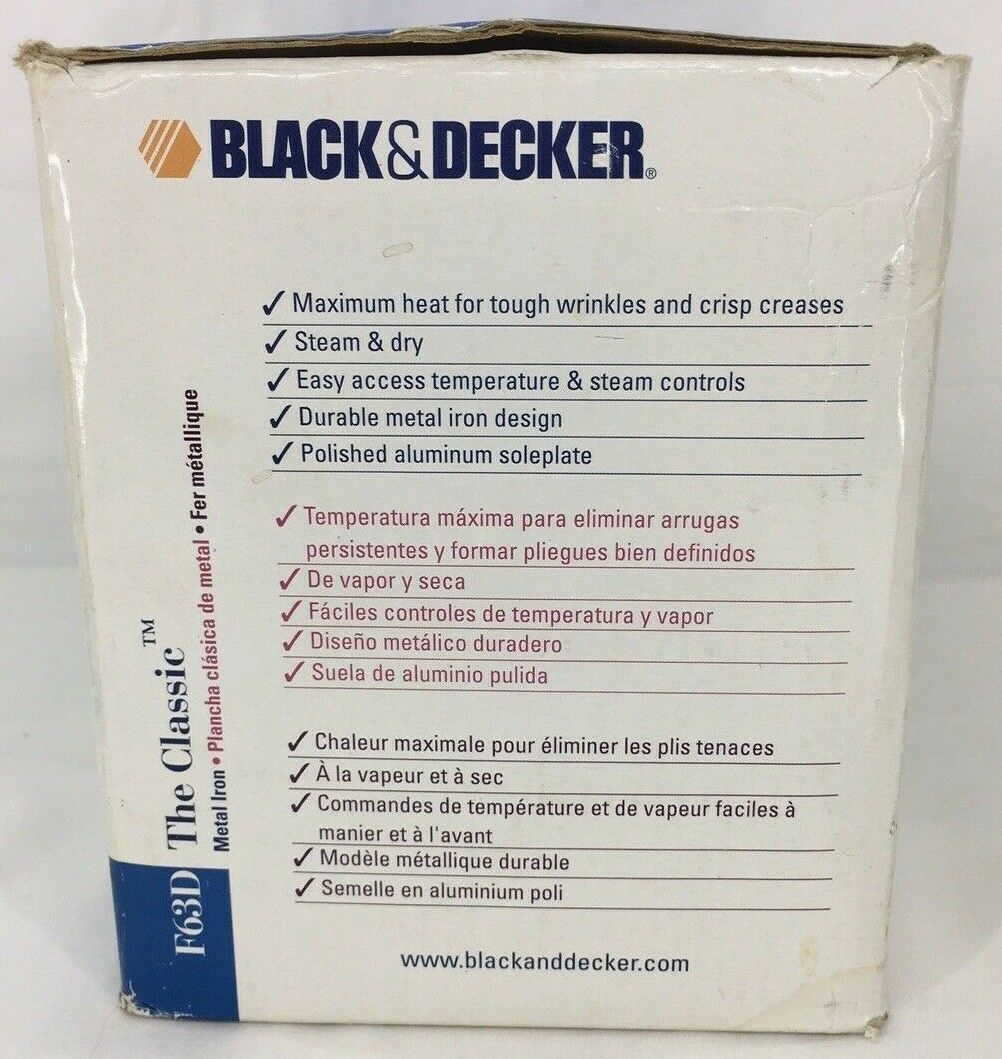 BLACK&DECKER®
✓ Maximum heat for tough wrinkles and crisp creases
✓ Steam & dry
✓ Easy access temperature & steam controls
✓ Durable metal iron design
✓ Polished aluminum soleplate
✓ Temperatura máxima para eliminar arrugas
persistentes y formar pliegues bien definidos
✓ De vapor y seca
✓ Fáciles controles de temperatura y vapor
✓ Diseño metálico duradero
✓ Suela de aluminio pulida
✓ Chaleur maximale pour éliminer les plis tenaces
✓ À la vapeur et à sec
✓ Commandes de température et de vapeur faciles à
manier et à l'avant
✓ Modèle métallique durable
✓ Semelle en aluminium poli
www.blackanddecker.com
F63D The Classic™
Metal Iron • Plancha clásica de metal • Fer métallique